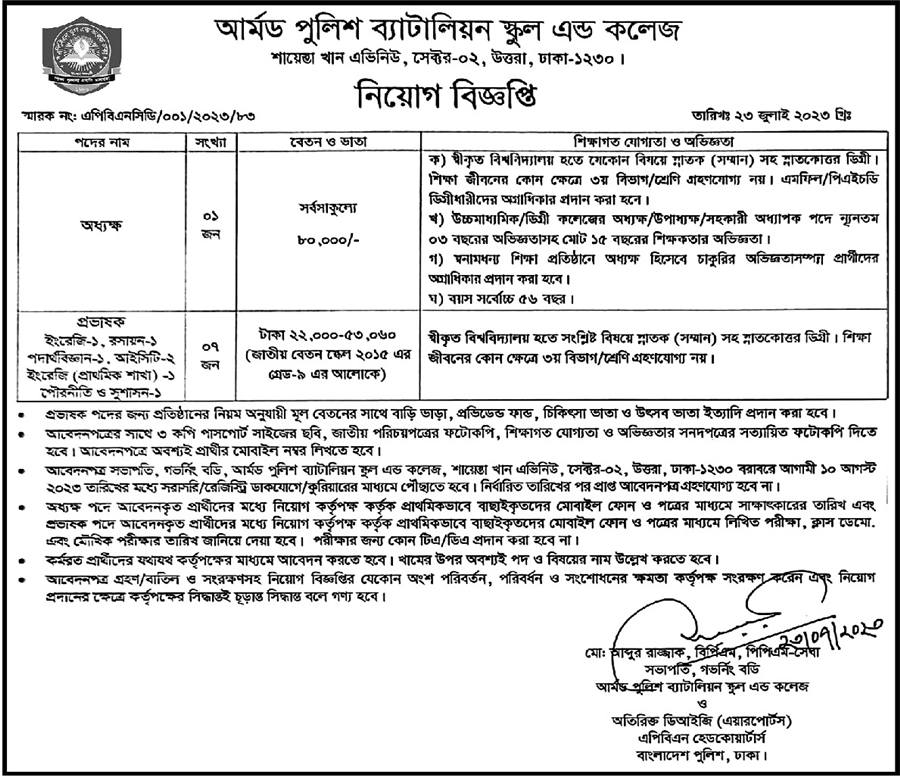 আর্মড পুলিশ ব্যাটালিয়ন স্কুল এন্ড কলেজ
শায়েস্তা খান এভিনিউ, সেক্টর-০২, উত্তরা, ঢাকা-১২৩০।
নিয়োগ বিজ্ঞপ্তি
স্মারক নং: এপিবিএনসিডি/০০১/২০২৩/৮৩
তারিখঃ ২৩ জুলাই ২০২৩ খ্রিঃ
পদের নাম
সংখ্যা
বেতন ও ভাতা
শিক্ষাগত যোগ্যতা ও অভিজ্ঞতা
অধ্যক্ষ
০১
জন
সর্বসাকুল্যে
৮০,০০০/-
ক) স্বীকৃত বিশ্ববিদ্যালয় হতে যেকোন বিষয়ে স্নাতক (সম্মান) সহ স্নাতকোত্তর ডিগ্রী।
শিক্ষা জীবনের কোন ক্ষেত্রে ৩য় বিভাগ/শ্রেণি গ্রহণযোগ্য নয়। এমফিল/পিএইচডি
ডিগ্রীধারীদের অগ্রাধিকার প্রদান করা হবে।
খ) উচ্চমাধ্যমিক/ডিগ্রী কলেজের অধ্যক্ষ/উপাধ্যক্ষ/সহকারী অধ্যাপক পদে ন্যূনতম
০৩ বছরের অভিজ্ঞতাসহ মোট ১৫ বছরের শিক্ষকতার অভিজ্ঞতা।
গ) স্বনামধন্য শিক্ষা প্রতিষ্ঠানে অধ্যক্ষ হিসেবে চাকুরির অভিজ্ঞতাসম্পন্ন প্রার্থীদের
অগ্রাধিকার প্রদান করা হবে।
ঘ) বয়স সর্বোচ্চ ৫৬ বছর।
প্রভাষক
ইংরেজি-১, রসায়ন-১,
পদার্থবিজ্ঞান-১, আইসিটি-২
ইংরেজি (প্রাথমিক শাখা) -১
পৌরনীতি ও সুশাসন-১
০৭
জন
টাকা ২২,০০০-৫৩,০৬০
(জাতীয় বেতন স্কেল ২০১৫ এর
গ্রেড-৯ এর আলোকে)
স্বীকৃত বিশ্ববিদ্যালয় হতে সংশ্লিষ্ট বিষয়ে স্নাতক (সম্মান) সহ স্নাতকোত্তর ডিগ্রী। শিক্ষা
জীবনের কোন ক্ষেত্রে ৩য় বিভাগ/শ্রেণি গ্রহণযোগ্য নয়।
• প্রভাষক পদের জন্য প্রতিষ্ঠানের নিয়ম অনুযায়ী মূল বেতনের সাথে বাড়ি ভাড়া, প্রভিডেন্ড ফান্ড, চিকিৎসা ভাতা ও উৎসব ভাতা ইত্যাদি প্রদান করা হবে।
• আবেদনপত্রের সাথে ৩ কপি পাসপোর্ট সাইজের ছবি, জাতীয় পরিচয়পত্রের ফটোকপি, শিক্ষাগত যোগ্যতা ও অভিজ্ঞতার সনদপত্রের সত্যায়িত ফটোকপি দিতে
হবে। আবেদনপত্রে অবশ্যই প্রার্থীর মোবাইল নম্বর লিখতে হবে।
• আবেদনপত্র সভাপতি, গভর্নিং বডি, আর্মড পুলিশ ব্যাটালিয়ন স্কুল এন্ড কলেজ, শায়েস্তা খান এভিনিউ, সেক্টর-০২, উত্তরা, ঢাকা-১২৩০ বরাবরে আগামী ১০ আগস্ট
২০২৩ তারিখের মধ্যে সরাসরি/রেজিস্ট্রি ডাকযোগে/কুরিয়ারের মাধ্যমে পৌঁছাতে হবে। নির্ধারিত তারিখের পর প্রাপ্ত আবেদনপত্র গ্রহণযোগ্য হবে না।
• অধ্যক্ষ পদে আবেদনকৃত প্রার্থীদের মধ্যে নিয়োগ কর্তৃপক্ষ কর্তৃক প্রাথমিকভাবে বাছাইকৃতদের মোবাইল ফোন ও পত্রের মাধ্যমে সাক্ষাৎকারের তারিখ এবং
প্রভাষক পদে আবেদনকৃত প্রার্থীদের মধ্যে নিয়োগ কর্তৃপক্ষ কর্তৃক প্রাথমিকভাবে বাছাইকৃতদের মোবাইল ফোন ও পত্রের মাধ্যমে লিখিত পরীক্ষা, ক্লাস ডেমো.
এবং মৌখিক পরীক্ষার তারিখ জানিয়ে দেয়া হবে। পরীক্ষার জন্য কোন টিএ/ডিএ প্রদান করা হবে না।
• কর্মরত প্রার্থীদের যথাযথ কর্তৃপক্ষের মাধ্যমে আবেদন করতে হবে। খামের উপর অবশ্যই পদ ও বিষয়ের নাম উল্লেখ করতে হবে।
• আবেদনপত্র গ্রহণ/বাতিল ও সংরক্ষণসহ নিয়োগ বিজ্ঞপ্তির যেকোন অংশ পরিবর্তন, পরিবর্ধন ও সংশোধনের ক্ষমতা কর্তৃপক্ষ সংরক্ষণ করেন এবং নিয়োগ
প্রদানের ক্ষেত্রে কর্তৃপক্ষের সিদ্ধান্তই চূড়ান্ত সিদ্ধান্ত বলে গণ্য হবে।
২৩/০৭/২০২৩
মো: আব্দুর রাজ্জাক, বিপিএম, পিপিএম-সেবা
সভাপতি, গভর্নিং বডি
আর্মড পুলিশ ব্যাটালিয়ন স্কুল এন্ড কলেজ
ও
অতিরিক্ত ডিআইজি (এয়ারপোর্টস)
এপিবিএন হেডকোয়ার্টার্স
বাংলাদেশ পুলিশ, ঢাকা।